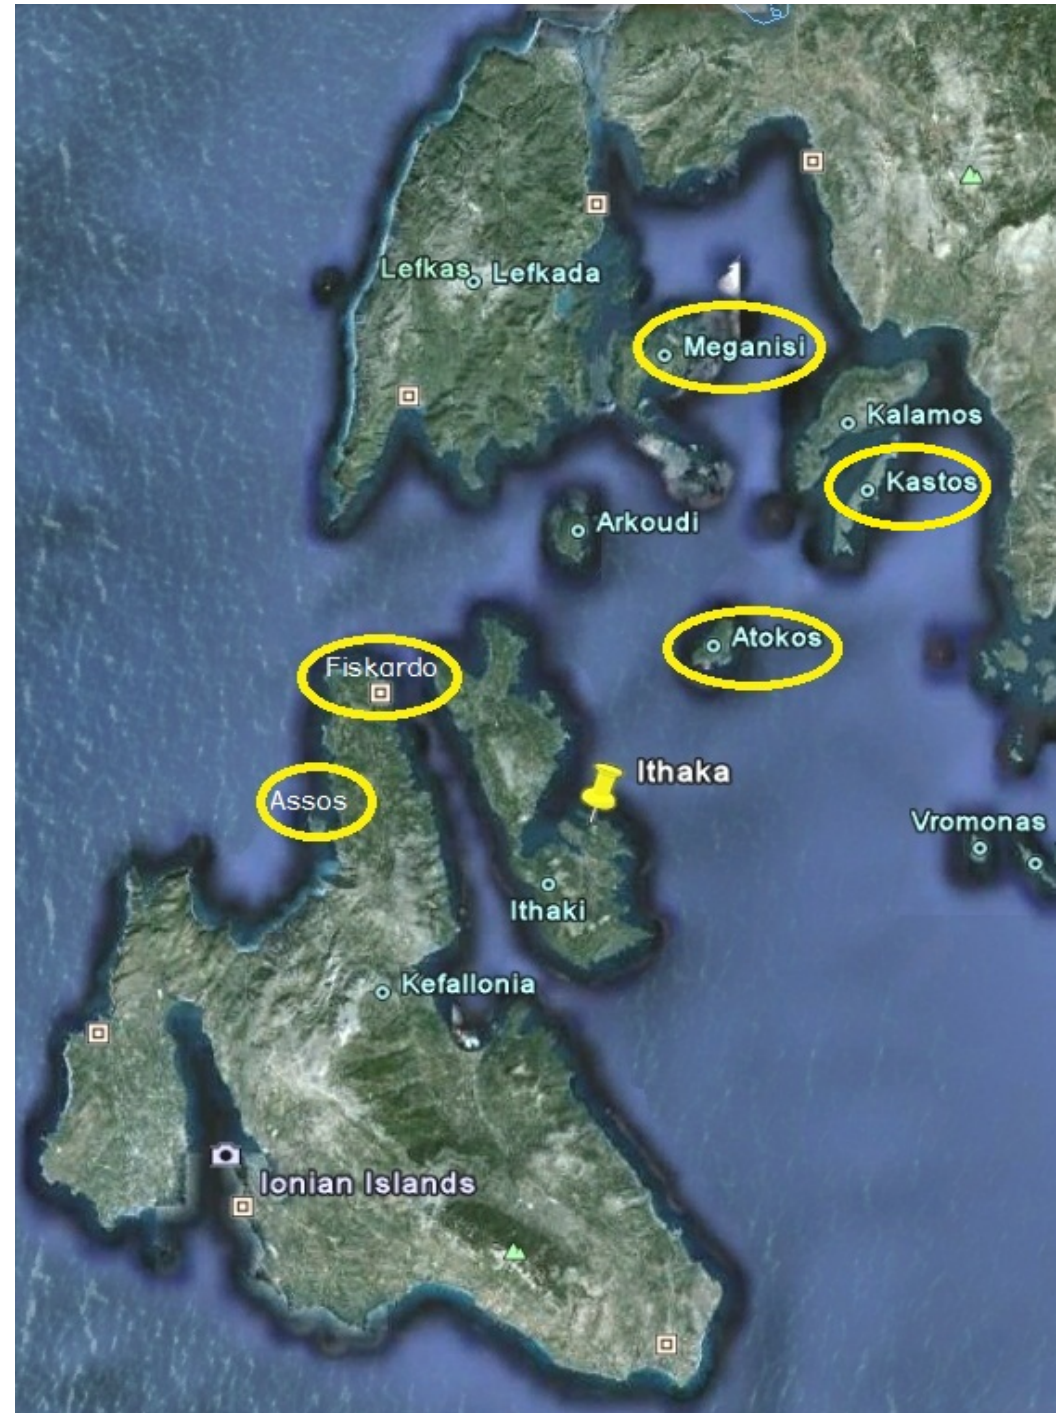 Lefkas Lefkada
Meganisi
Kalamos
Kastos
Arkoudi
Atokos
Fiskardo
Ithaka
Assos
Vromonas
Ithaki
Kefallonia
Ionian Islands